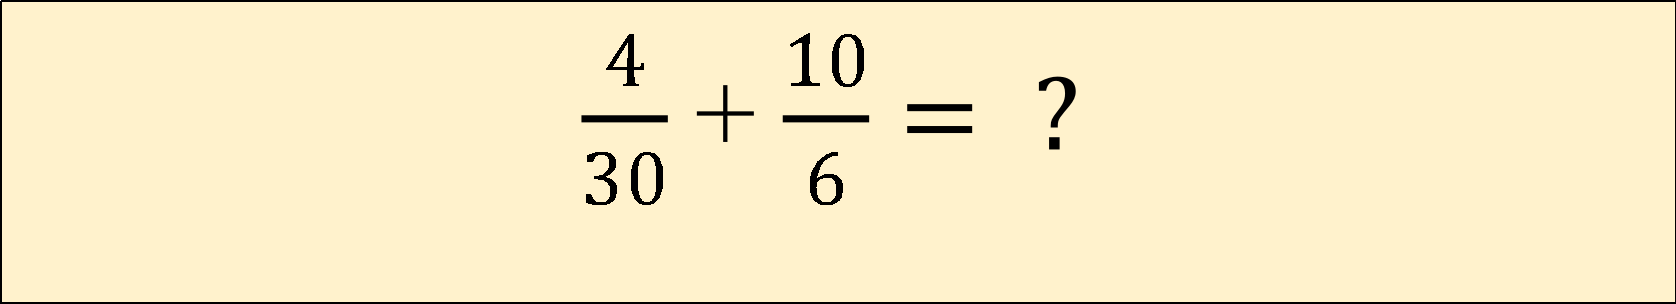 4/30 + 10/6 = ?